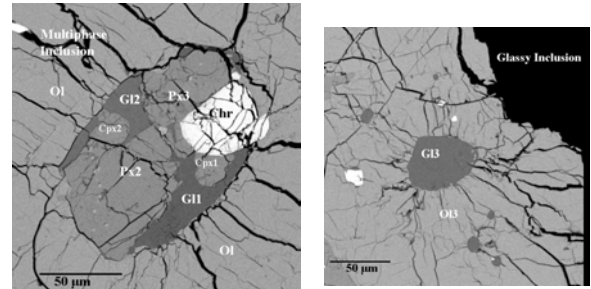 Multiphase
Inclusion
Ol
Gl2
Px3
Chr
Cpx2
Cpx1
Px2
Gl1
Ol
50 μm
Glassy Inclusion
Gl3
Ol3
50 μm